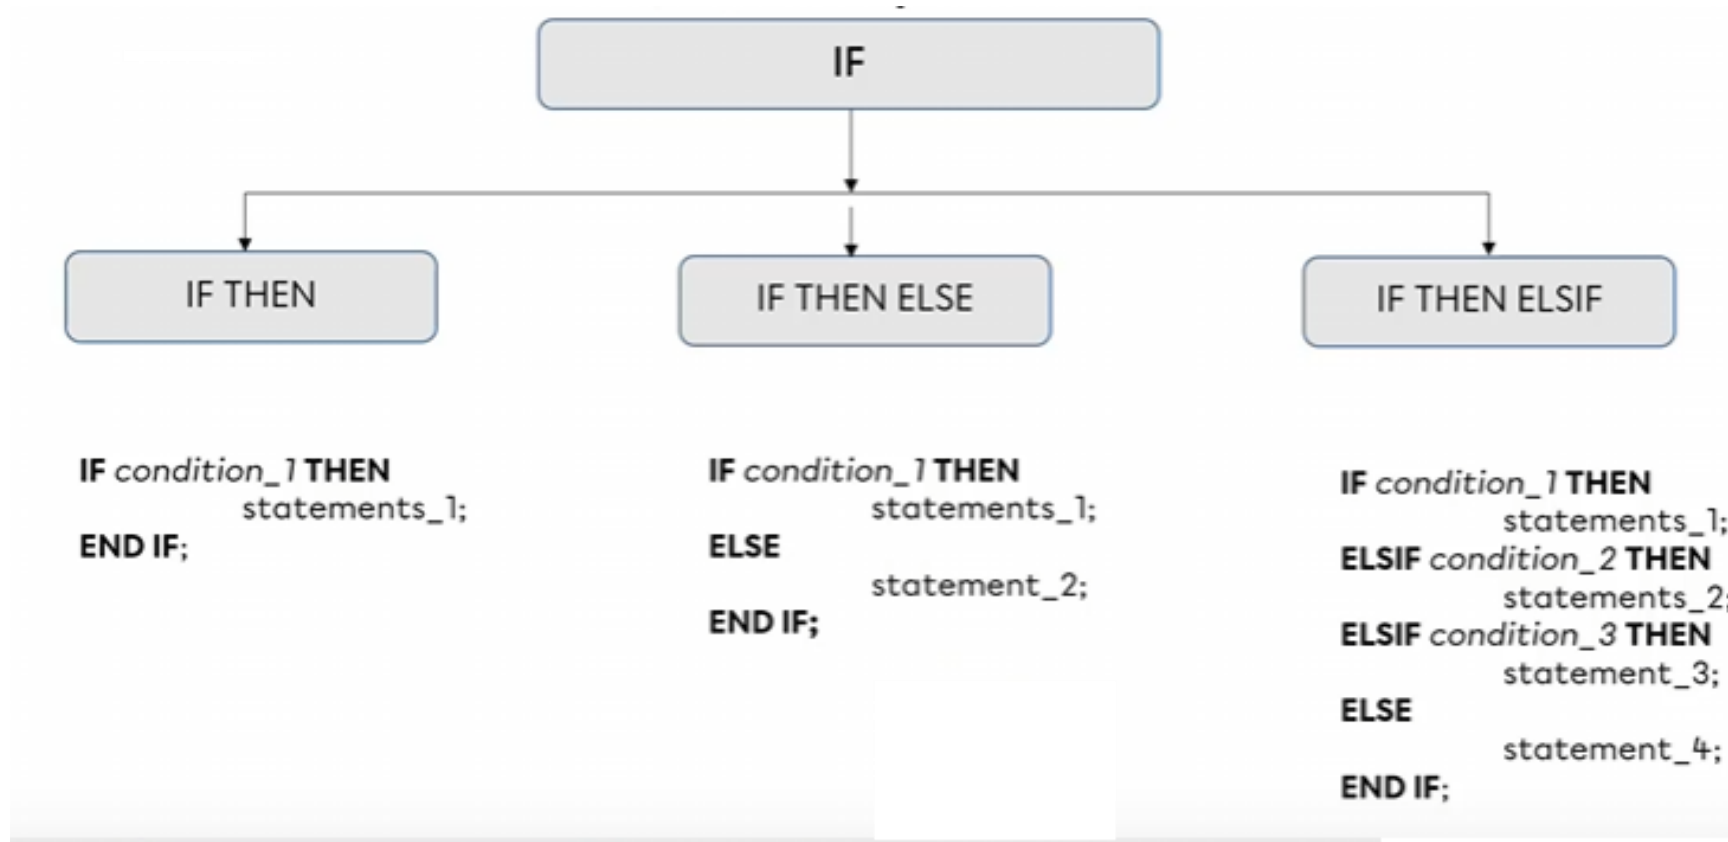 IF
IF THEN
IF THEN ELSE
IF THEN ELSIF
IF condition_1 THEN
statements_1;
END IF;
IF condition_1 THEN
statements_1;
ELSE
statement_2;
END IF;
IF condition_1 THEN
statements_1;
ELSIF condition_2 THEN
statements_2;
ELSIF condition_3 THEN
statement_3;
ELSE
statement_4;
END IF;